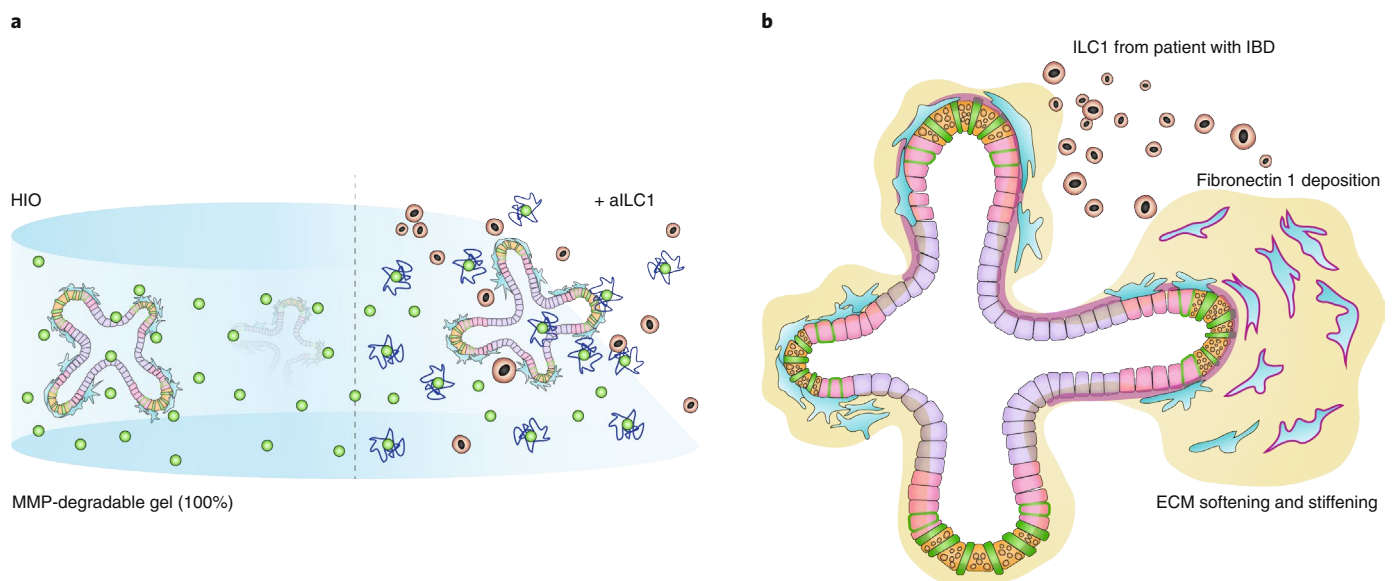 a
HIO
+ aILC1
MMP-degradable gel (100%)
b
ILC1 from patient with IBD
Fibronectin 1 deposition
ECM softening and stiffening